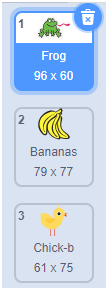 1
Frog
96 x 60
2
Bananas
79 x 77
3
Chick-b
61 x 75